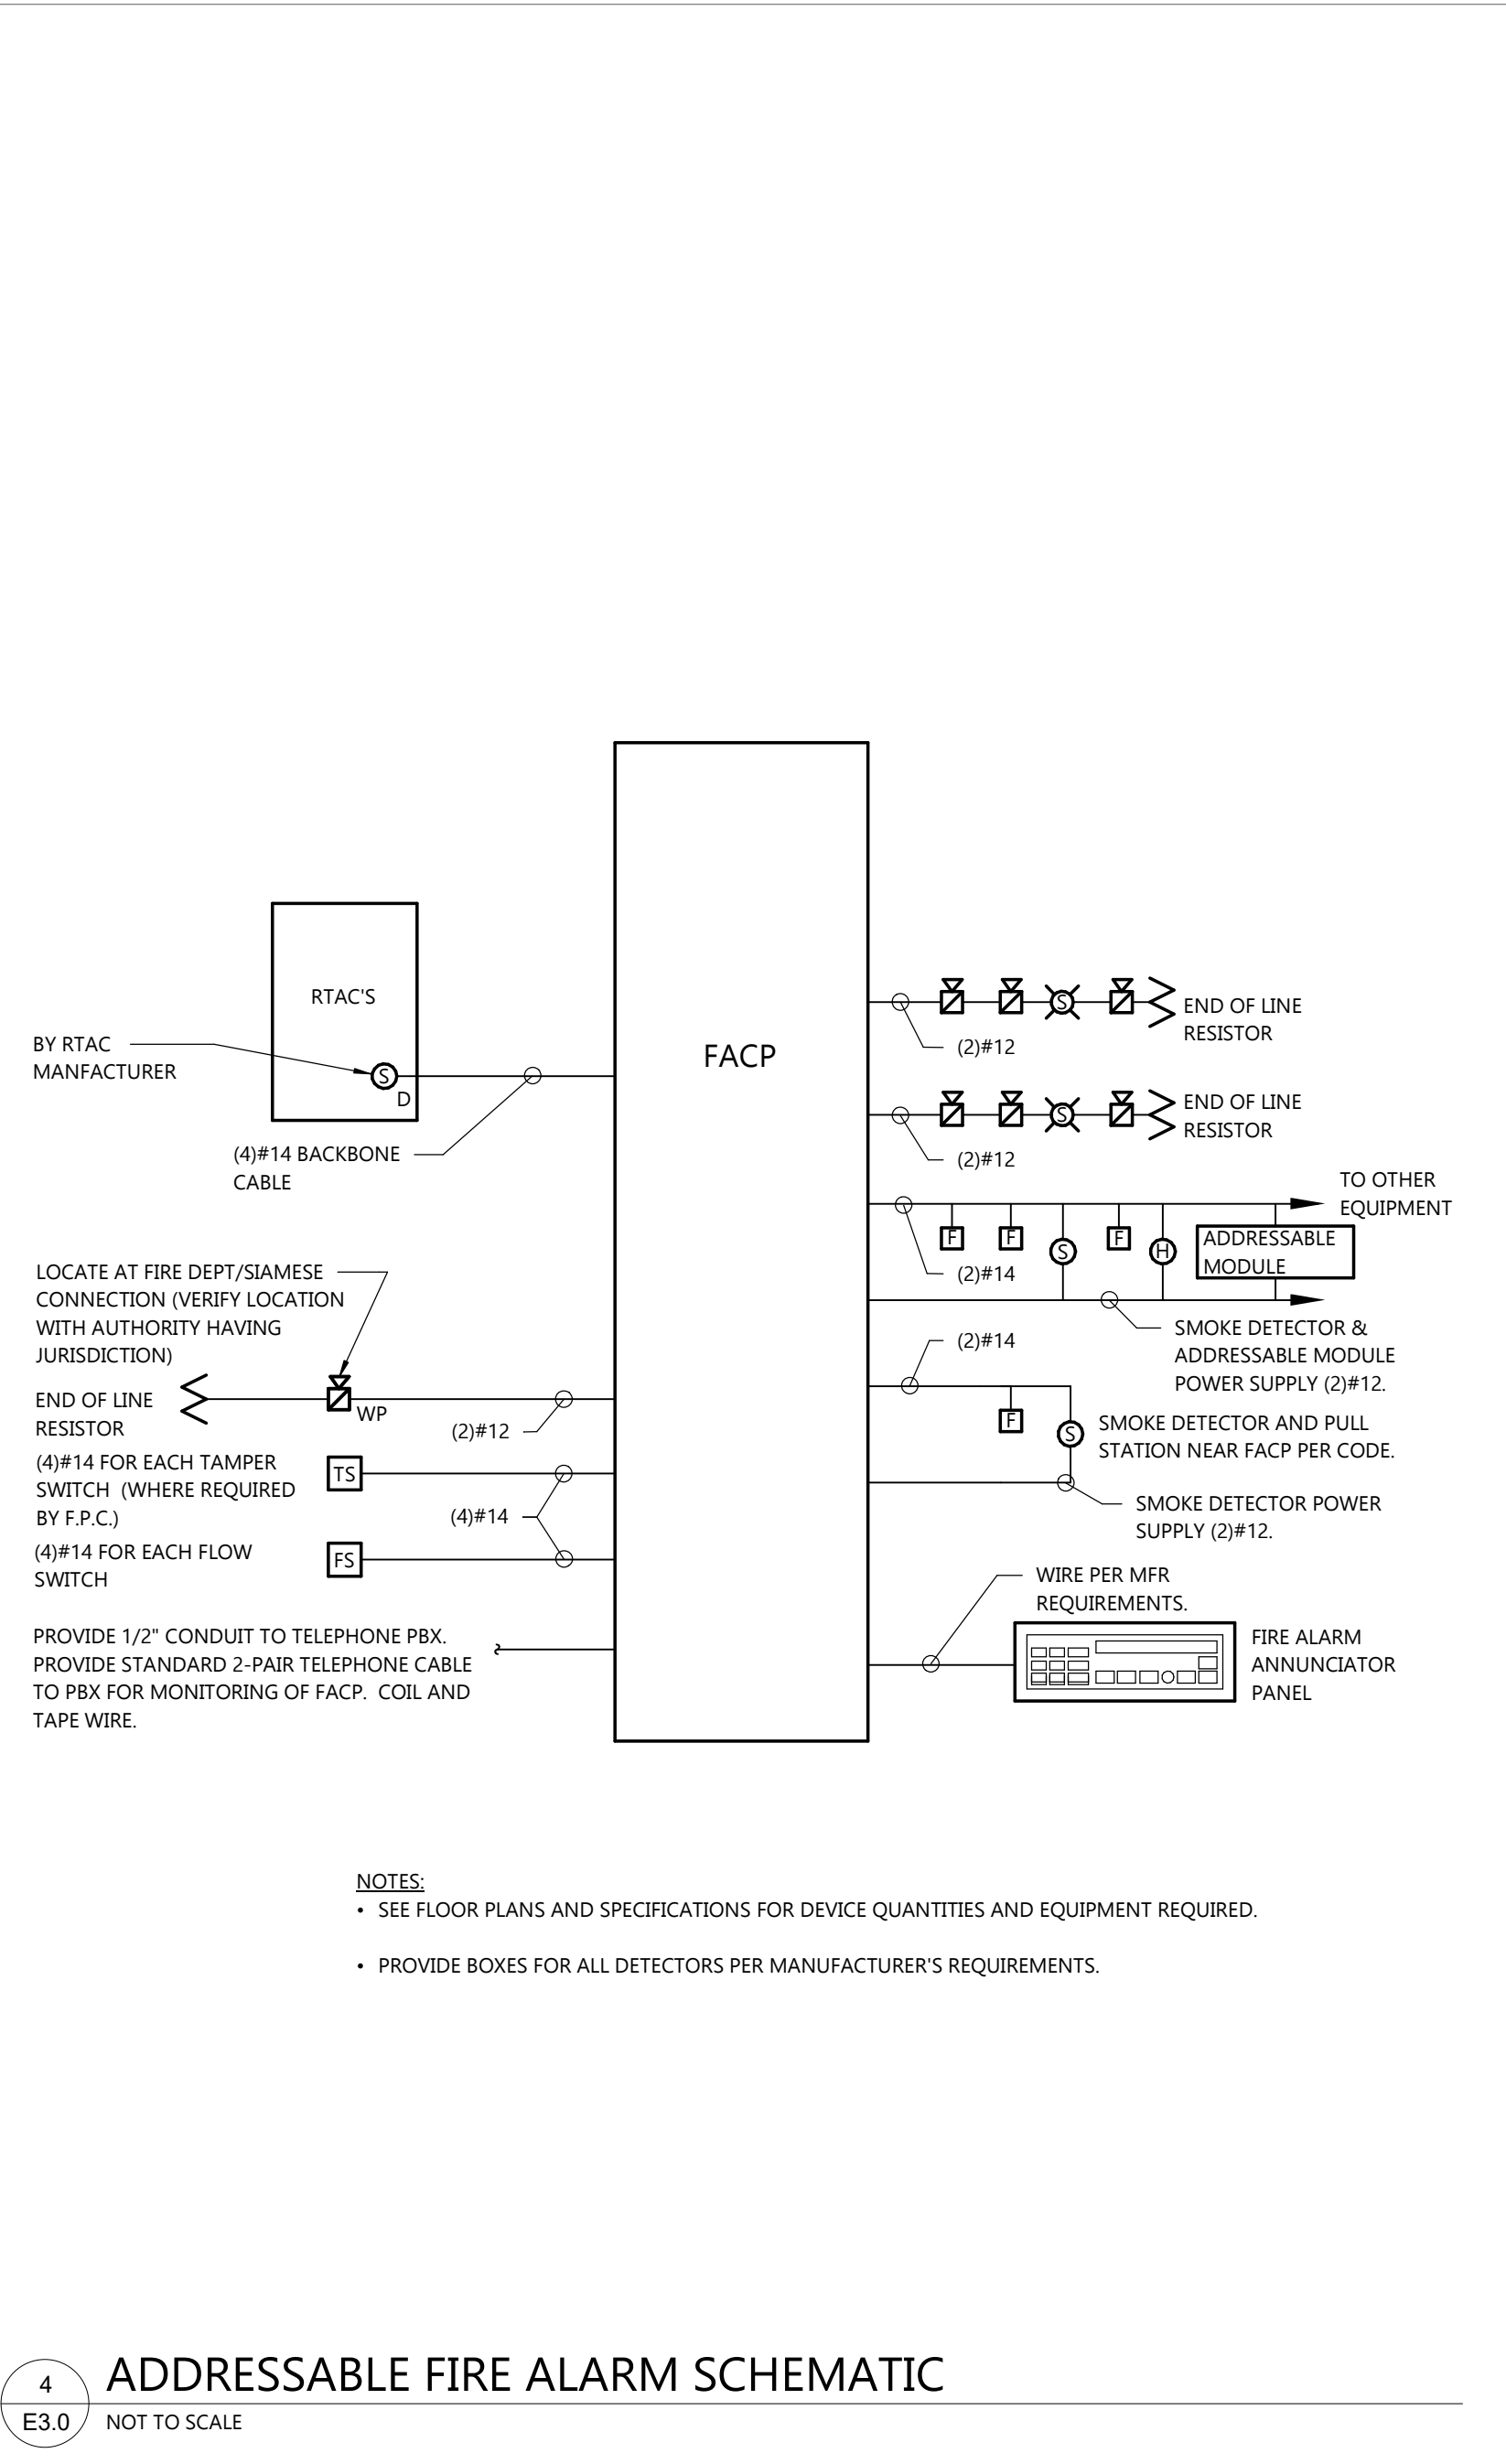 RTAC'S
BY RTAC
MANFACTURER
S
D
(4)#14 BACKBONE
CABLE
LOCATE AT FIRE DEPT/SIAMESE
CONNECTION (VERIFY LOCATION
WITH AUTHORITY HAVING
JURISDICTION)
END OF LINE
RESISTOR
WP
(2)#12
(4)#14 FOR EACH TAMPER
SWITCH (WHERE REQUIRED
BY F.P.C.)
TS
(4)#14
(4)#14 FOR EACH FLOW
SWITCH
FS
PROVIDE 1/2" CONDUIT TO TELEPHONE PBX.
PROVIDE STANDARD 2-PAIR TELEPHONE CABLE
TO PBX FOR MONITORING OF FACP. COIL AND
TAPE WIRE.
FACP
S
END OF LINE
RESISTOR
(2)#12
S
END OF LINE
RESISTOR
(2)#12
TO OTHER
EQUIPMENT
F F S F H
ADDRESSABLE
MODULE
(2)#14
SMOKE DETECTOR &
ADDRESSABLE MODULE
POWER SUPPLY (2)#12.
(2)#14
F
S
SMOKE DETECTOR AND PULL
STATION NEAR FACP PER CODE.
SMOKE DETECTOR POWER
SUPPLY (2)#12.
WIRE PER MFR
REQUIREMENTS.
FIRE ALARM
ANNUNCIATOR
PANEL
NOTES:
• SEE FLOOR PLANS AND SPECIFICATIONS FOR DEVICE QUANTITIES AND EQUIPMENT REQUIRED.
• PROVIDE BOXES FOR ALL DETECTORS PER MANUFACTURER'S REQUIREMENTS.
4
ADDRESSABLE FIRE ALARM SCHEMATIC
E3.0
NOT TO SCALE